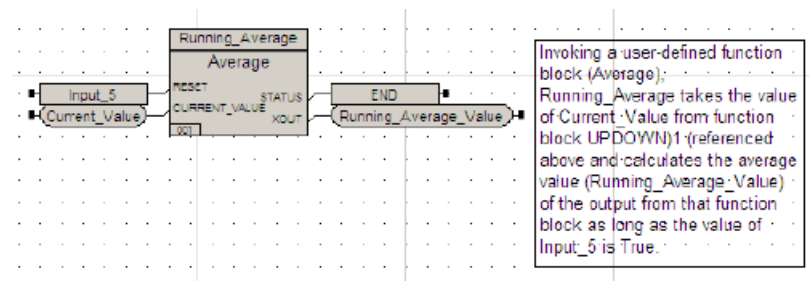 Running_Average
Average
Input_5
RESET
STATUS
END
Current_Value
CURRENT_VALUE
XOUT
Running_Average_Value
001
Invoking a user-defined function
block (Average),
Running_Average takes the value
of Current_Value from function
block UPDOWN)1 (referenced
above and calculates the average
value (Running_Average_Value)
of the output from that function
block as long as the value of
Input_5 is True.